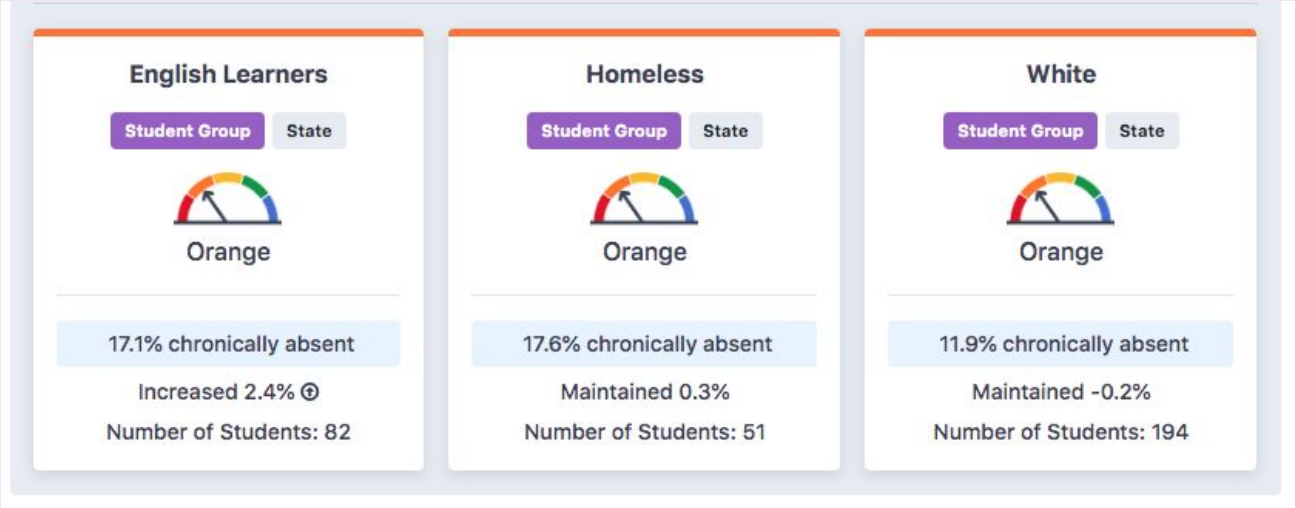 English Learners
Student Group State
Orange
17.1% chronically absent
Increased 2.4%
Number of Students: 82
Homeless
Student Group State
Orange
17.6% chronically absent
Maintained 0.3%
Number of Students: 51
White
Student Group State
Orange
11.9% chronically absent
Maintained -0.2%
Number of Students: 194